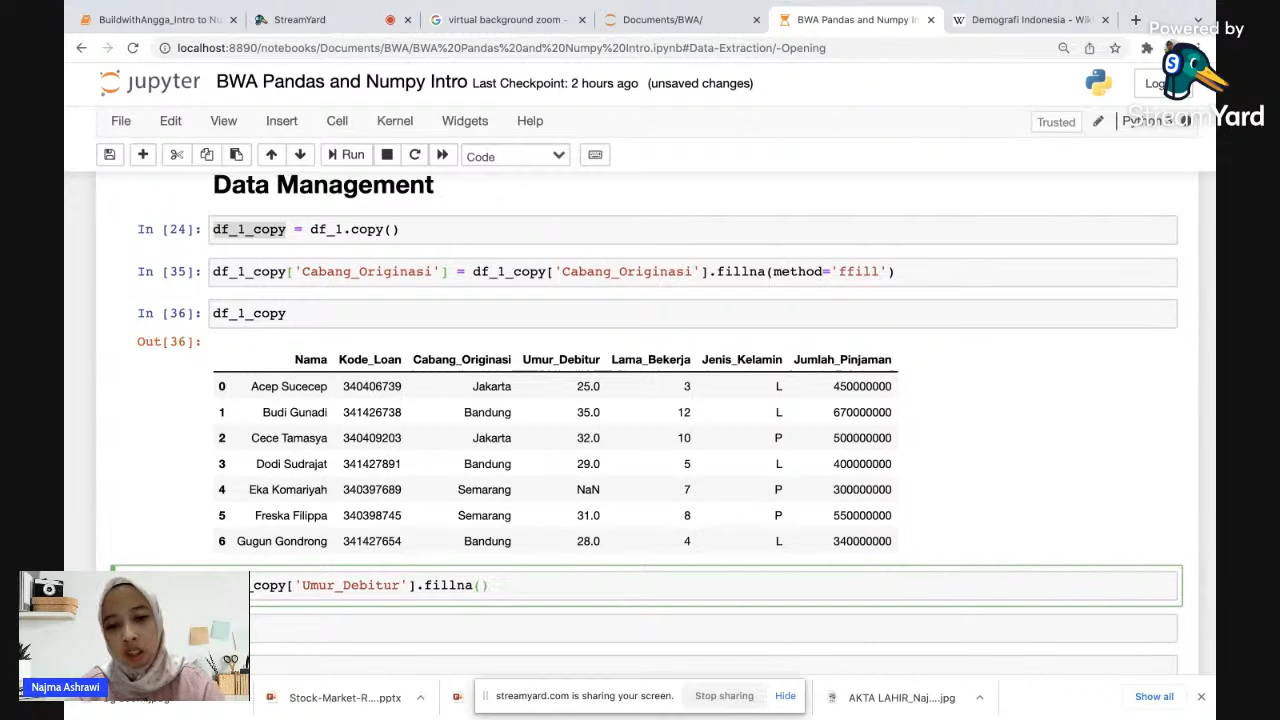 BuildwithAngga_Intro to Nu
StreamYard
virtual background zoom -
Documents/BWA/
BWA Pandas and Numpy In
Demografi Indonesia - Wiki
localhost:8890/notebooks/Documents/BWA/BWA%20Pandas%20and%20Numpy%20Intro.ipynb#Data-Extraction/-Opening
Powered by
StreamYard
jupyter BWA Pandas and Numpy Intro Last Checkpoint: 2 hours ago (unsaved changes)
File Edit View Insert Cell Kernel Widgets Help
Trusted
Run
Code
Data Management
In [24]: df_1_copy = df_1.copy()
In [35]: df_1_copy['Cabang_Originasi'] = df_1_copy['Cabang_Originasi'].fillna(method='ffill')
In [36]: df_1_copy
Out[36]:
Nama Kode_Loan Cabang_Originasi Umur_Debitur Lama_Bekerja Jenis_Kelamin Jumlah_Pinjaman
0 Acep Sucecep 340406739 Jakarta 25.0 3 L 450000000
1 Budi Gunadi 341426738 Bandung 35.0 12 L 670000000
2 Cece Tamasya 340409203 Jakarta 32.0 10 P 500000000
3 Dodi Sudrajat 341427891 Bandung 29.0 5 L 400000000
4 Eka Komariyah 340397689 Semarang NaN 7 P 300000000
5 Freska Filippa 340398745 Semarang 31.0 8 P 550000000
6 Gugun Gondrong 341427654 Bandung 28.0 4 L 340000000
_copy['Umur_Debitur'].fillna()
Najma Ashrawi
Stock-Market-R....pptx
streamyard.com is sharing your screen.
Stop sharing
Hide
AKTA LAHIR_Naj....jpg
Show all